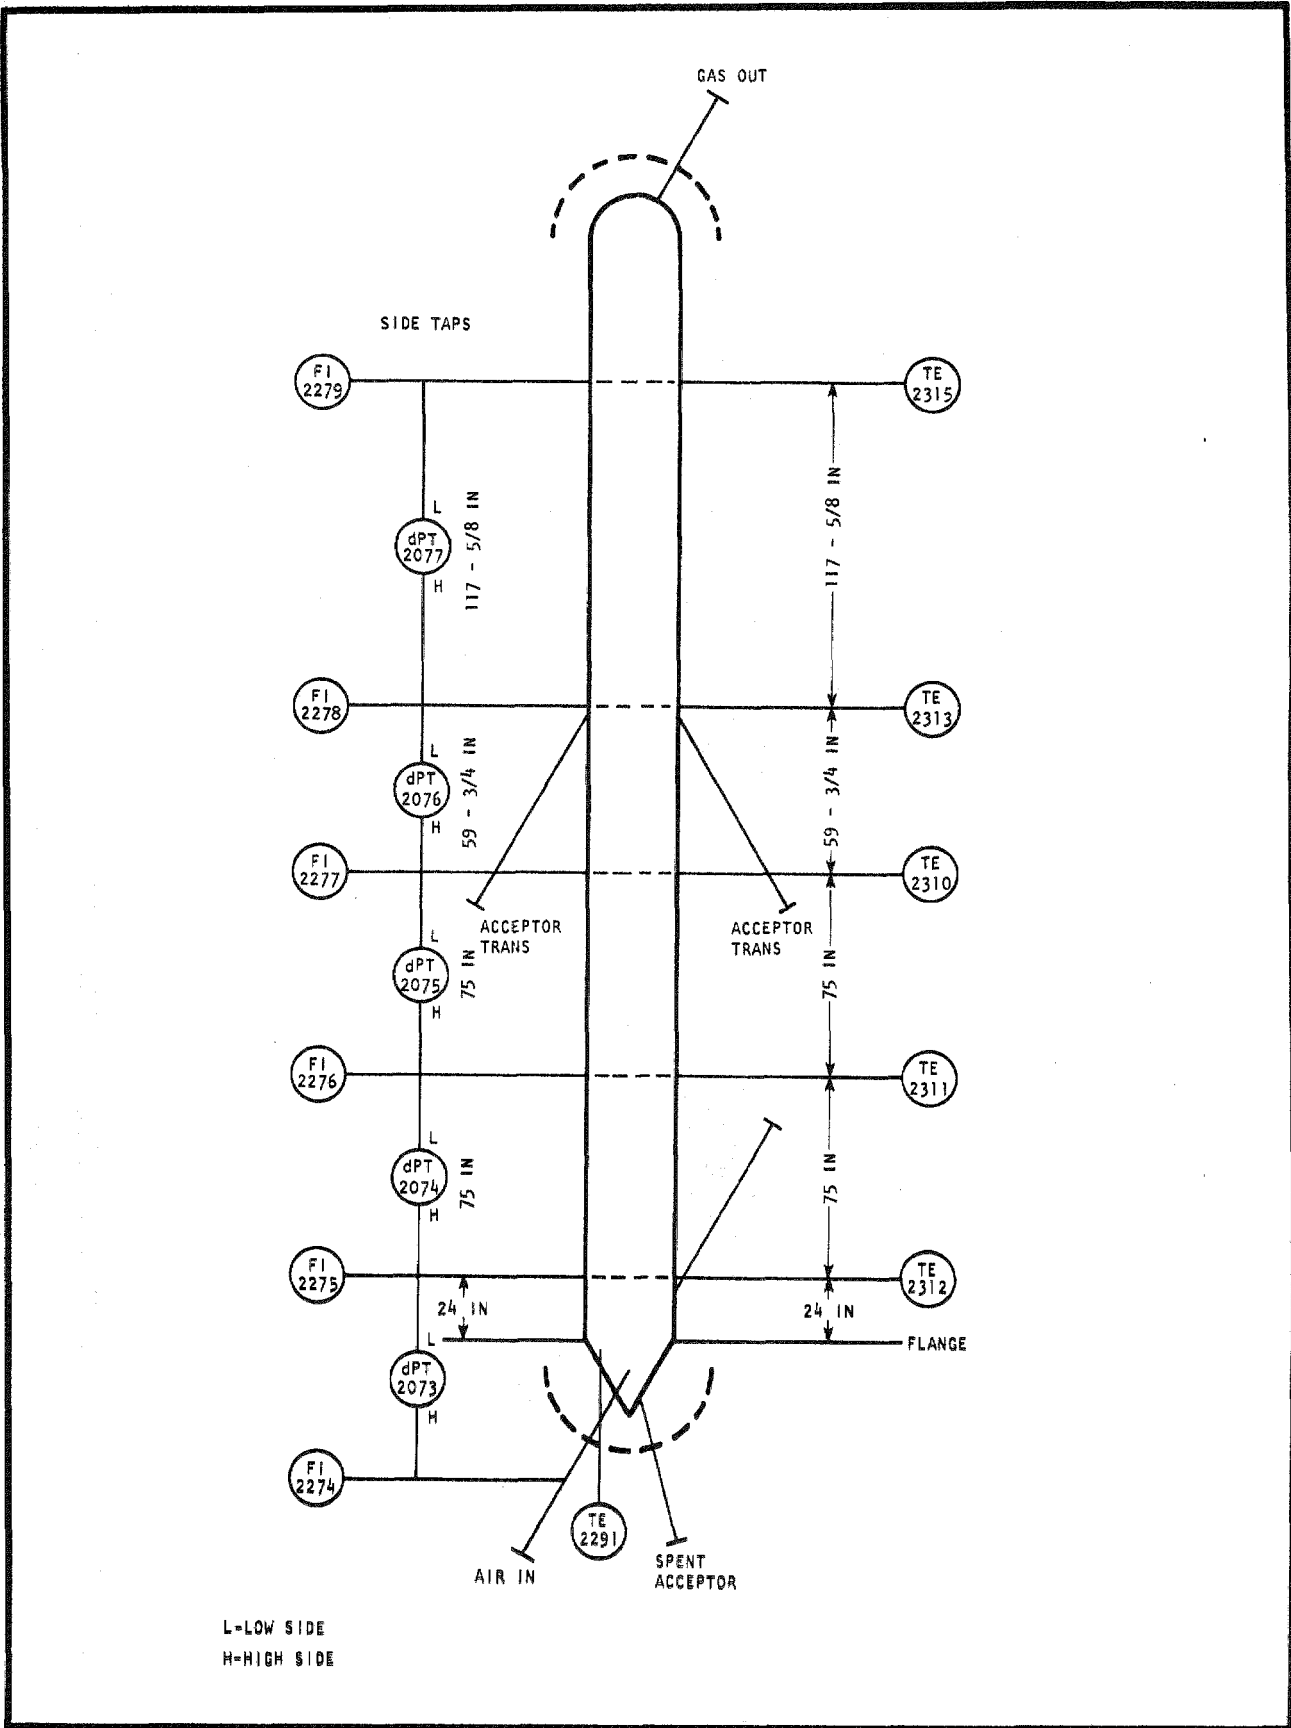 GAS OUT
SIDE TAPS
FI
2279
TE
2315
L
dPT
2077
H
117 - 5/8 IN
117 - 5/8 IN
FI
2278
TE
2313
L
dPT
2076
H
59 - 3/4 IN
59 - 3/4 IN
FI
2277
TE
2310
ACCEPTOR
TRANS
ACCEPTOR
TRANS
L
dPT
2075
H
75 IN
75 IN
FI
2276
TE
2311
L
dPT
2074
H
75 IN
75 IN
FI
2275
TE
2312
24 IN
24 IN
L
FLANGE
dPT
2073
H
FI
2274
TE
2291
AIR IN
SPENT
ACCEPTOR
L=LOW SIDE
H=HIGH SIDE